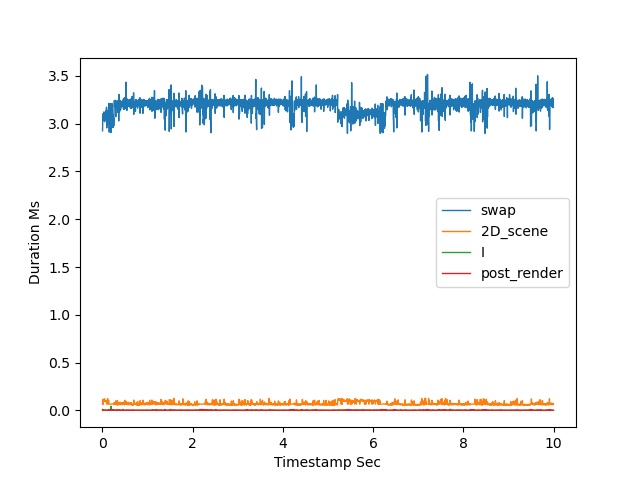 3.5
3.0
2.5
2.0
1.5
1.0
0.5
0.0
Duration Ms
swap
2D_scene
I
post_render
0 2 4 6 8 10
Timestamp Sec